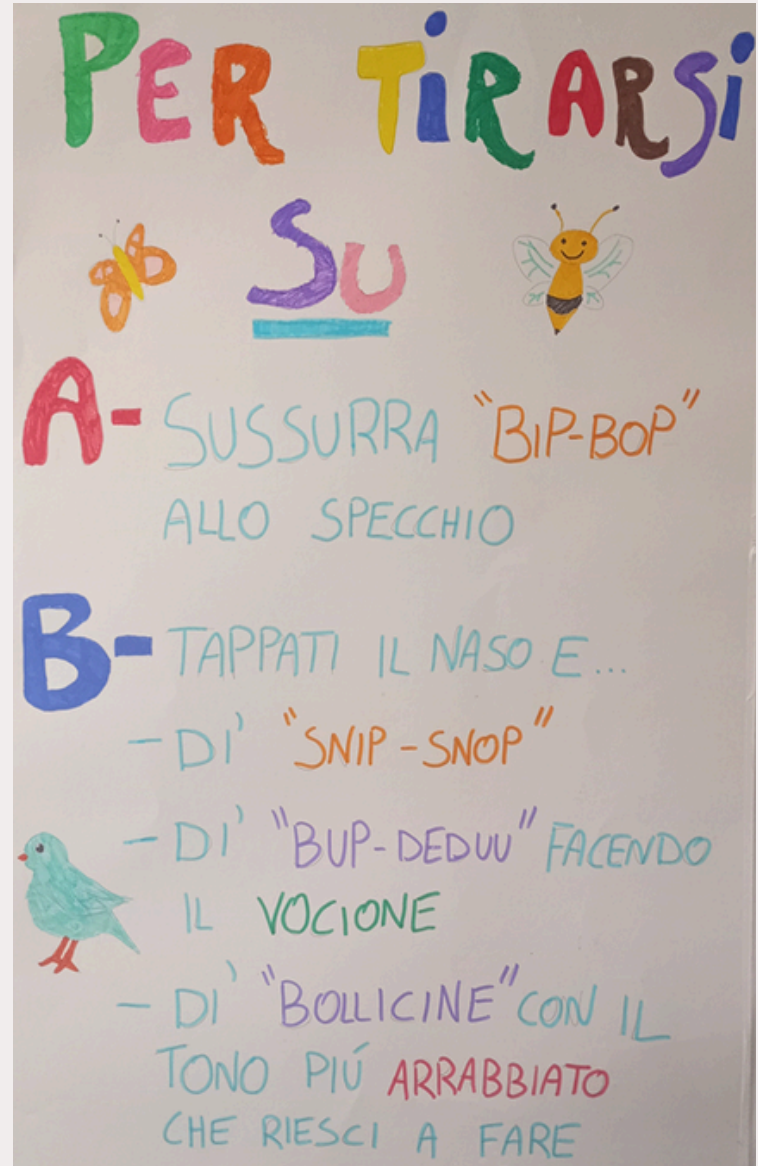 PER TiRARSi
SU
A- SUSSURRA "BiP-BOP"
ALLO SPECCHIO
B- TAPPATI IL NASO E...
- DI' "SNIP-SNOP"
- DI' "BUP-DEDUU" FACENDO
IL VOCIONE
- DI' "BOLLICINE" CON IL
TONO PIÚ ARRABBIATO
CHE RIESCI A FARE